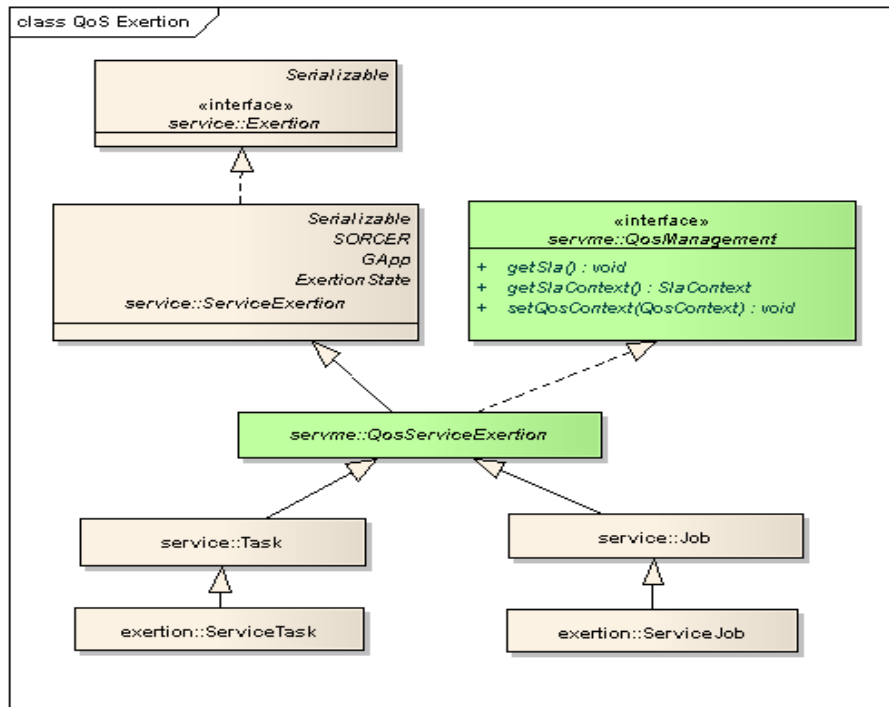 class QoS Exertion
Serializable
«interface»
service::Exertion
Serializable
SORCER
GApp
ExertionState
service::ServiceExertion
«interface»
servme::QosManagement
+ getSla() : void
+ getSlaContext() : SlaContext
+ setQosContext(QosContext) : void
servme::QosServiceExertion
service::Task
service::Job
exertion::ServiceTask
exertion::ServiceJob